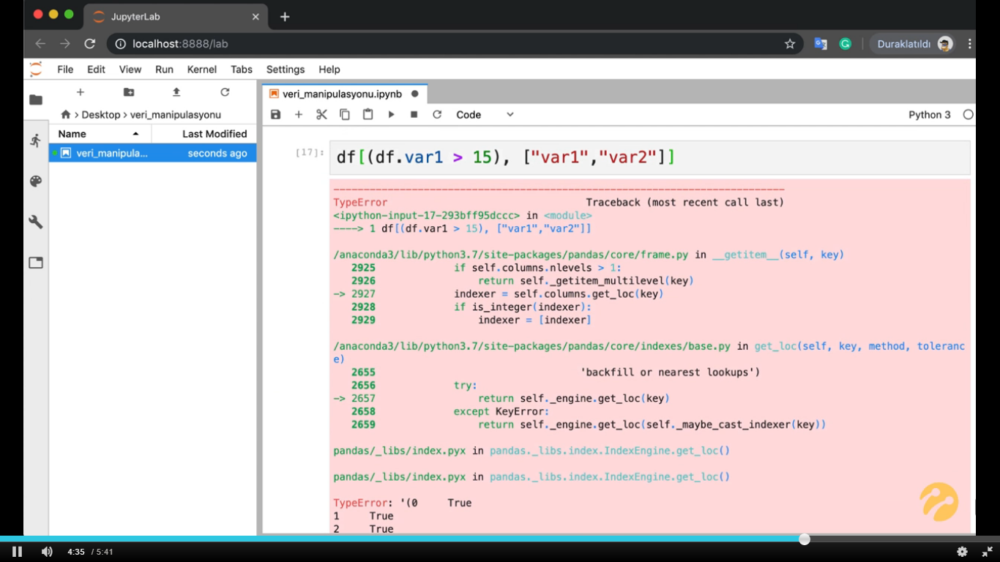 JupyterLab
localhost:8888/lab
Duraklatıldı
File Edit View Run Kernel Tabs Settings Help
Desktop > veri_manipulasyonu
Name Last Modified
veri_manipula... seconds ago
veri_manipulasyonu.ipynb
Code Python 3
[17]: df[(df.var1 > 15), ["var1","var2"]]
---------------------------------------------------------------------------
TypeError Traceback (most recent call last)
<ipython-input-17-293bff95dccc> in <module>
----> 1 df[(df.var1 > 15), ["var1","var2"]]
/anaconda3/lib/python3.7/site-packages/pandas/core/frame.py in __getitem__(self, key)
2925 if self.columns.nlevels > 1:
2926 return self._getitem_multilevel(key)
-> 2927 indexer = self.columns.get_loc(key)
2928 if is_integer(indexer):
2929 indexer = [indexer]
/anaconda3/lib/python3.7/site-packages/pandas/core/indexes/base.py in get_loc(self, key, method, toleranc
e)
2655 'backfill or nearest lookups')
2656 try:
-> 2657 return self._engine.get_loc(key)
2658 except KeyError:
2659 return self._engine.get_loc(self._maybe_cast_indexer(key))
pandas/_libs/index.pyx in pandas._libs.index.IndexEngine.get_loc()
pandas/_libs/index.pyx in pandas._libs.index.IndexEngine.get_loc()
TypeError: '(0 True
1 True
2 True
4:35 / 5:41